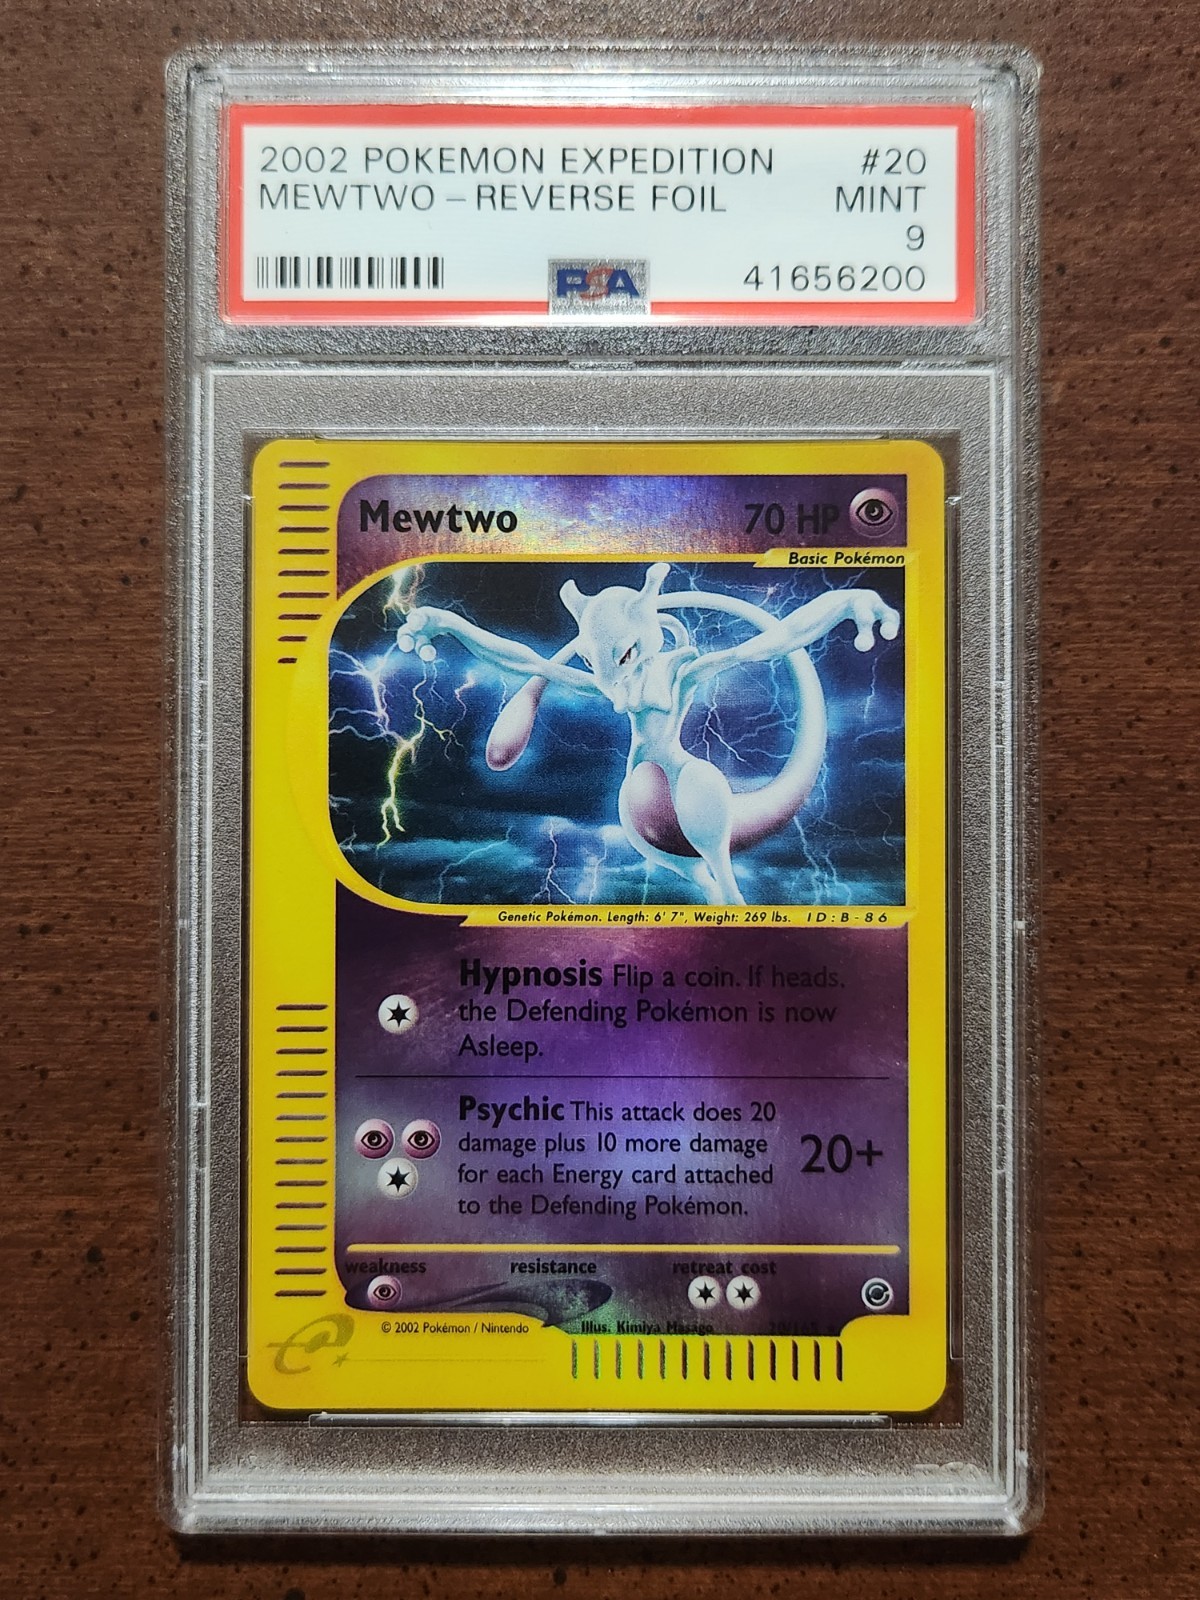 2002 POKEMON EXPEDITION #20
MEWTWO – REVERSE FOIL MINT
9
PSA 41656200
Mewtwo 70 HP
Basic Pokémon
Genetic Pokémon. Length: 6' 7", Weight: 269 lbs. ID:B-86
Hypnosis Flip a coin. If heads,
the Defending Pokémon is now
Asleep.
Psychic This attack does 20
damage plus 10 more damage
for each Energy card attached
to the Defending Pokémon.
20+
weakness resistance retreat cost
© 2002 Pokémon / Nintendo Illus. Kimiya Masago 20/165